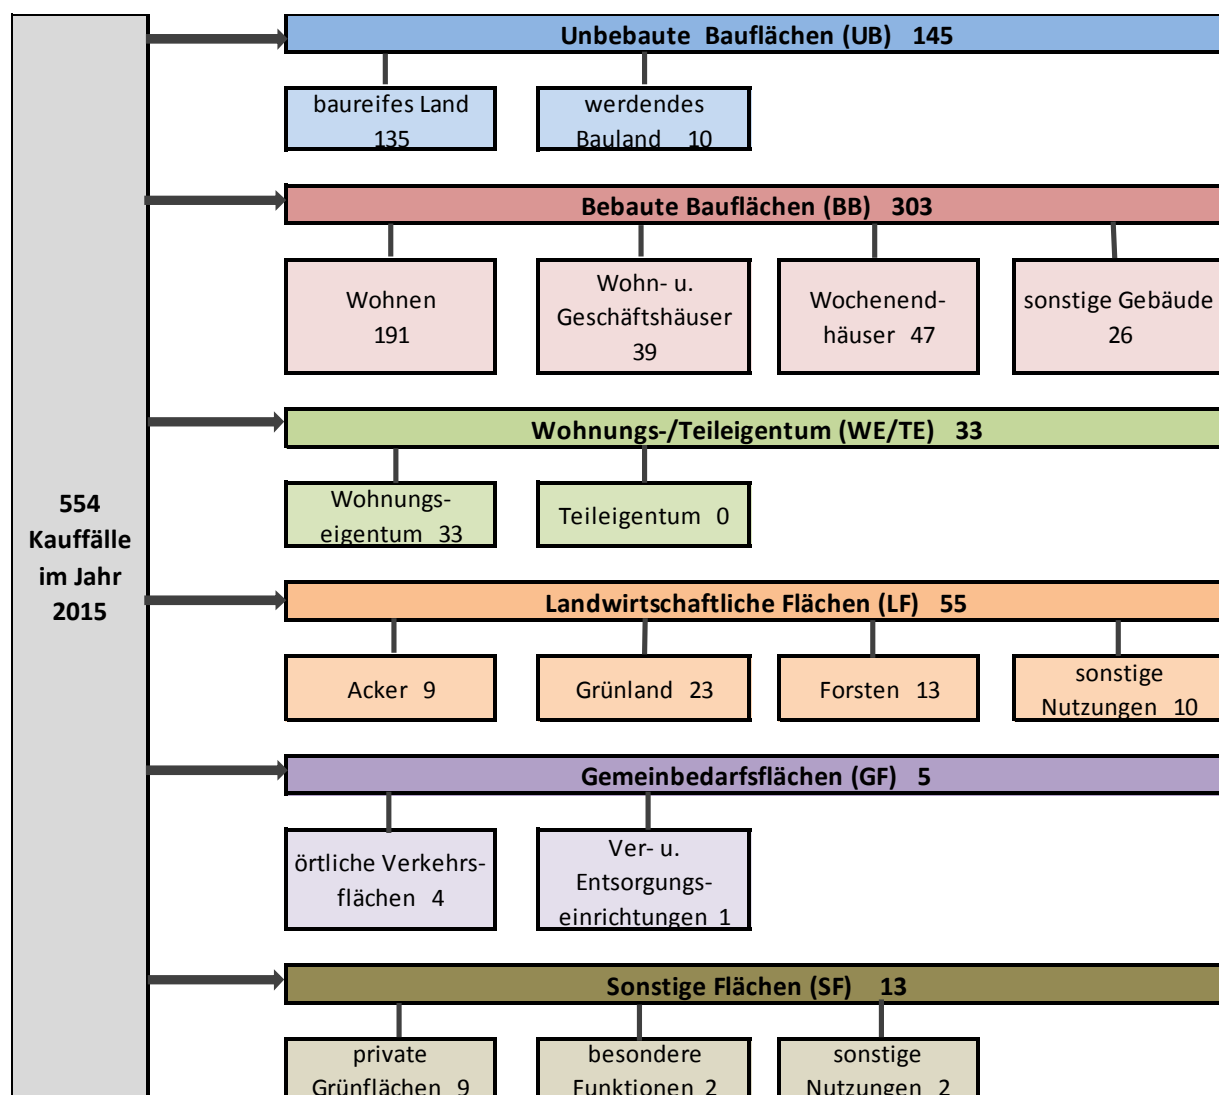 554
Kauffälle
im Jahr
2015
Unbebaute Bauflächen (UB) 145
baureifes Land
135
werdendes
Bauland 10
Bebaute Bauflächen (BB) 303
Wohnen
191
Wohn- u.
Geschäftshäuser
39
Wochenend-
häuser 47
sonstige Gebäude
26
Wohnungs-/Teileigentum (WE/TE) 33
Wohnungs-
eigentum 33
Teileigentum 0
Landwirtschaftliche Flächen (LF) 55
Acker 9
Grünland 23
Forsten 13
sonstige
Nutzungen 10
Gemeinbedarfsflächen (GF) 5
örtliche Verkehrs-
flächen 4
Ver- u.
Entsorgungs-
einrichtungen 1
Sonstige Flächen (SF) 13
private
Grünflächen 9
besondere
Funktionen 2
sonstige
Nutzungen 2